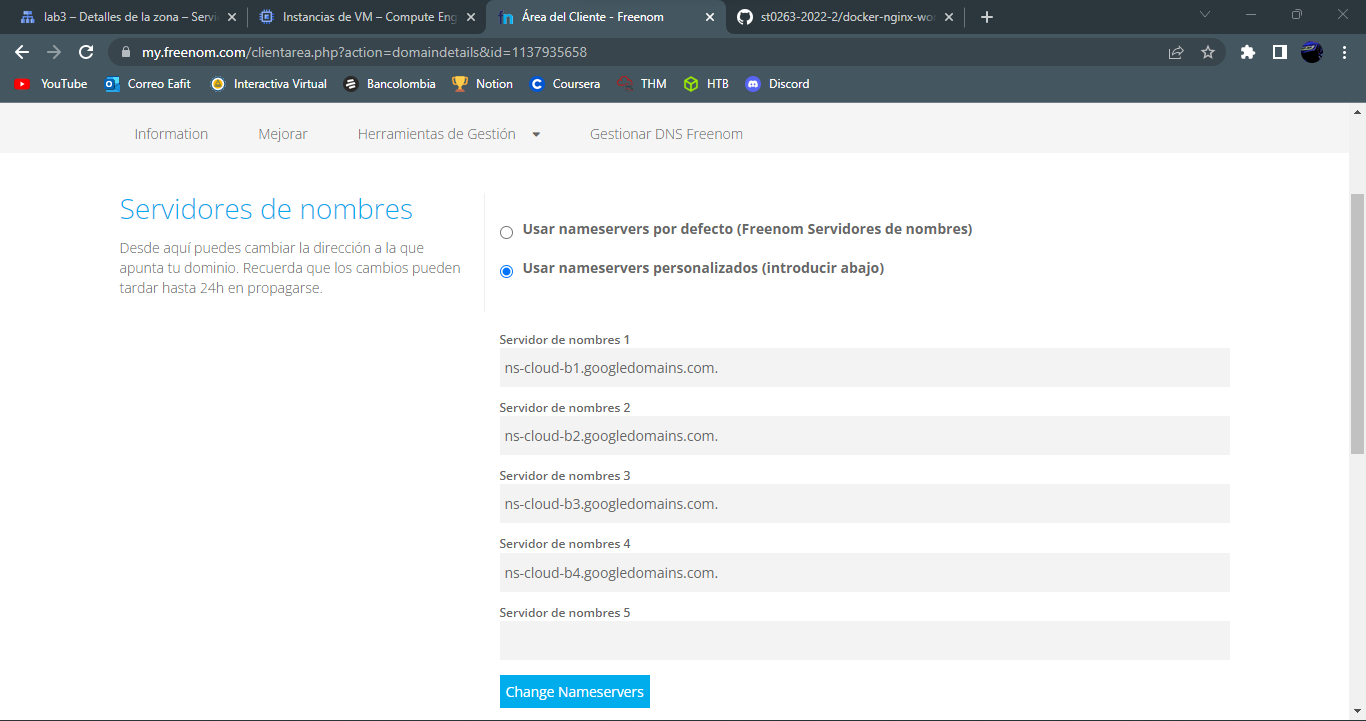 lab3 – Detalles de la zona – Servi
Instancias de VM – Compute Eng
Área del Cliente - Freenom
st0263-2022-2/docker-nginx-wor
my.freenom.com/clientarea.php?action=domaindetails&id=1137935658
YouTube
Correo Eafit
Interactiva Virtual
Bancolombia
Notion
Coursera
THM
HTB
Discord
Information
Mejorar
Herramientas de Gestión
Gestionar DNS Freenom
Servidores de nombres
Desde aquí puedes cambiar la dirección a la que
apunta tu dominio. Recuerda que los cambios pueden
tardar hasta 24h en propagarse.
Usar nameservers por defecto (Freenom Servidores de nombres)
Usar nameservers personalizados (introducir abajo)
Servidor de nombres 1
ns-cloud-b1.googledomains.com.
Servidor de nombres 2
ns-cloud-b2.googledomains.com.
Servidor de nombres 3
ns-cloud-b3.googledomains.com.
Servidor de nombres 4
ns-cloud-b4.googledomains.com.
Servidor de nombres 5
Change Nameservers